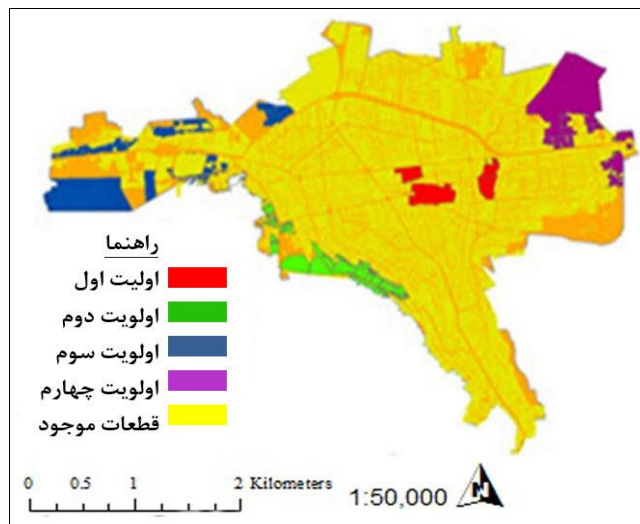 راهنما
اولیت اول
اولویت دوم
اولویت سوم
اولویت چهارم
قطعات موجود
0 0.5 1 2 Kilometers
1:50,000
N